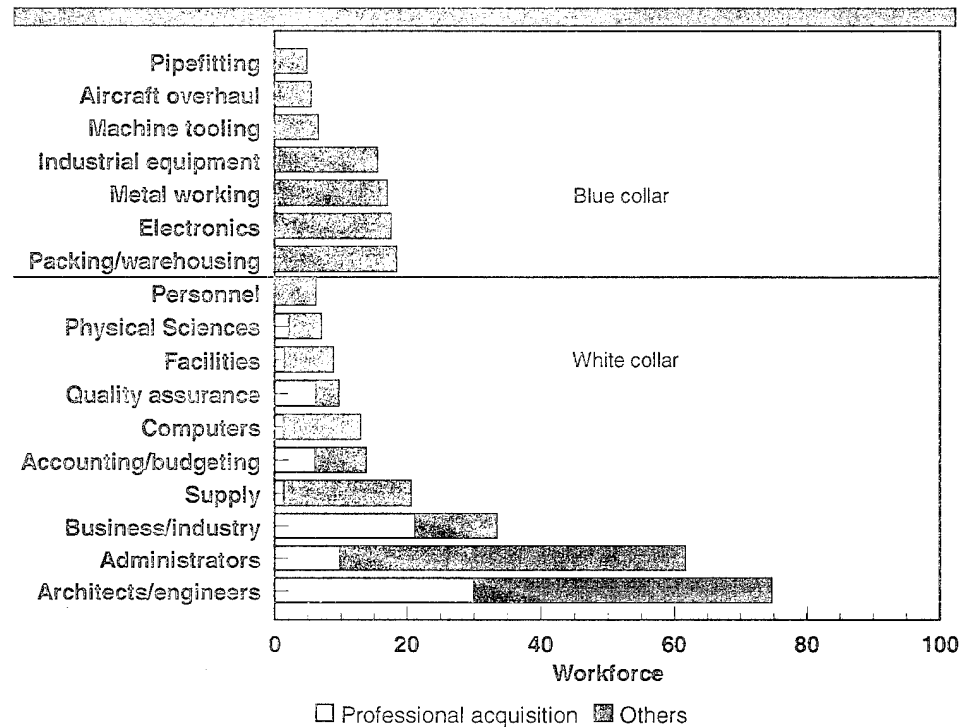 Pipefitting
Aircraft overhaul
Machine tooling
Industrial equipment
Metal working
Blue collar
Electronics
Packing/warehousing
Personnel
Physical Sciences
Facilities
White collar
Quality assurance
Computers
Accounting/budgeting
Supply
Business/industry
Administrators
Architects/engineers
0 20 40 60 80 100
Workforce
Professional acquisition Others